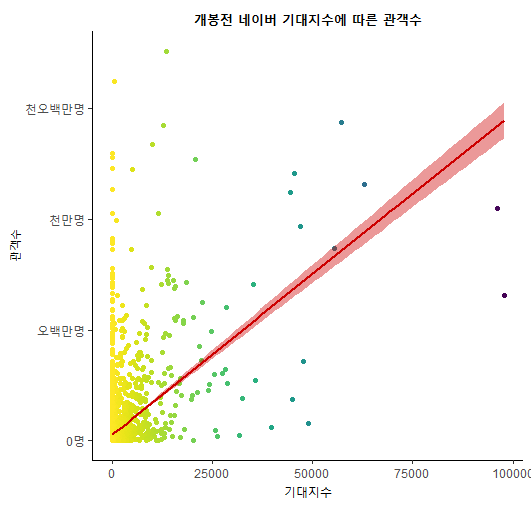 개봉전 네이버 기대지수에 따른 관객수
천오백만명
천만명
오백만명
0명
관객수
0
25000
50000
75000
100000
기대지수